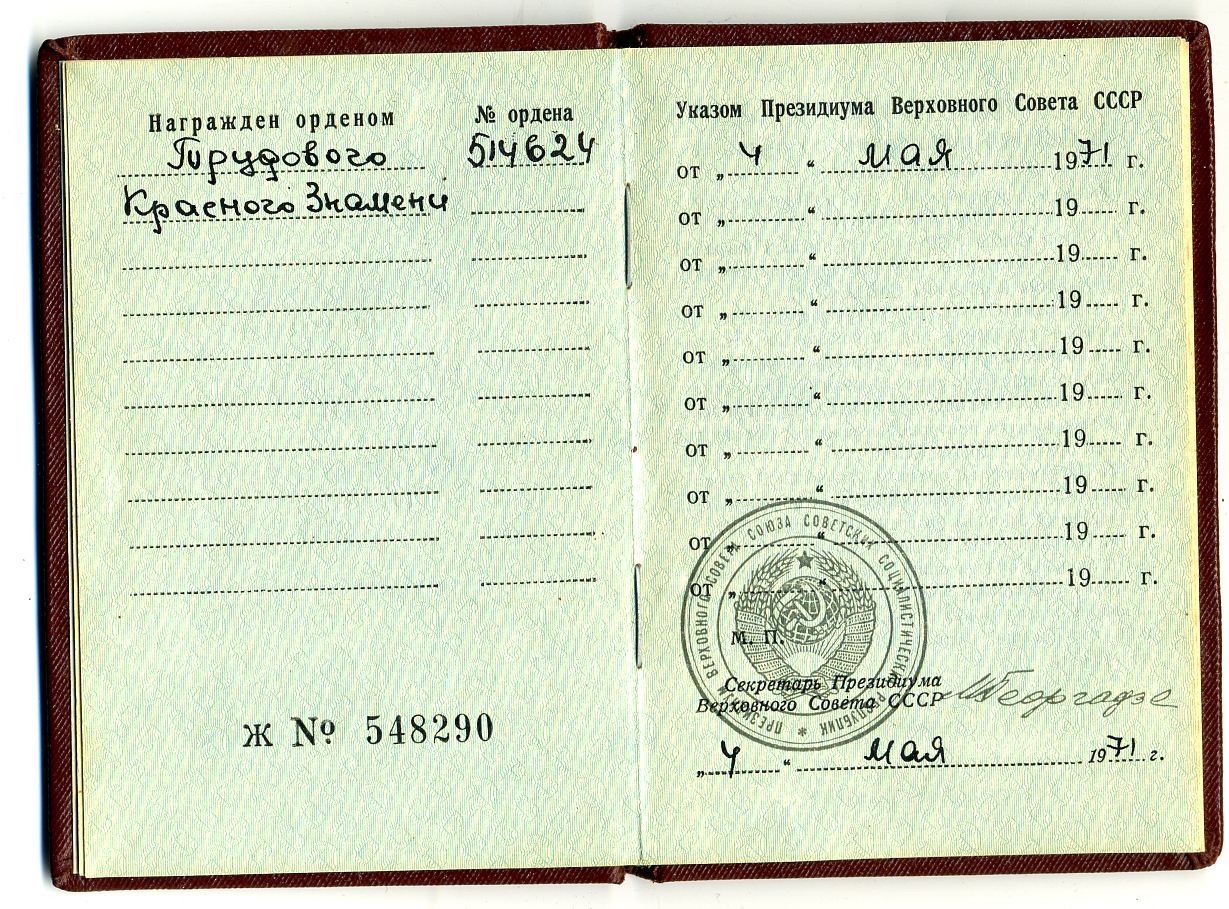 Награжден орденом
№ ордена
Трудового
514624
Красного Знамени
Ж № 548290
Указом Президиума Верховного Совета СССР
от „ 4 “ мая 1971 г.
от „ “ 19 г.
от „ “ 19 г.
от „ “ 19 г.
от „ “ 19 г.
от „ “ 19 г.
от „ “ 19 г.
от „ “ 19 г.
от „ “ 19 г.
от „ “ 19 г.
ПРЕЗИДИУМ ВЕРХОВНОГО СОВЕТА СОЮЗА СОВЕТСКИХ СОЦИАЛИСТИЧЕСКИХ РЕСПУБЛИК *
М. П.
Секретарь Президиума
Верховного Совета СССР МГеоргадзе
„ 4 “ мая 1971 г.